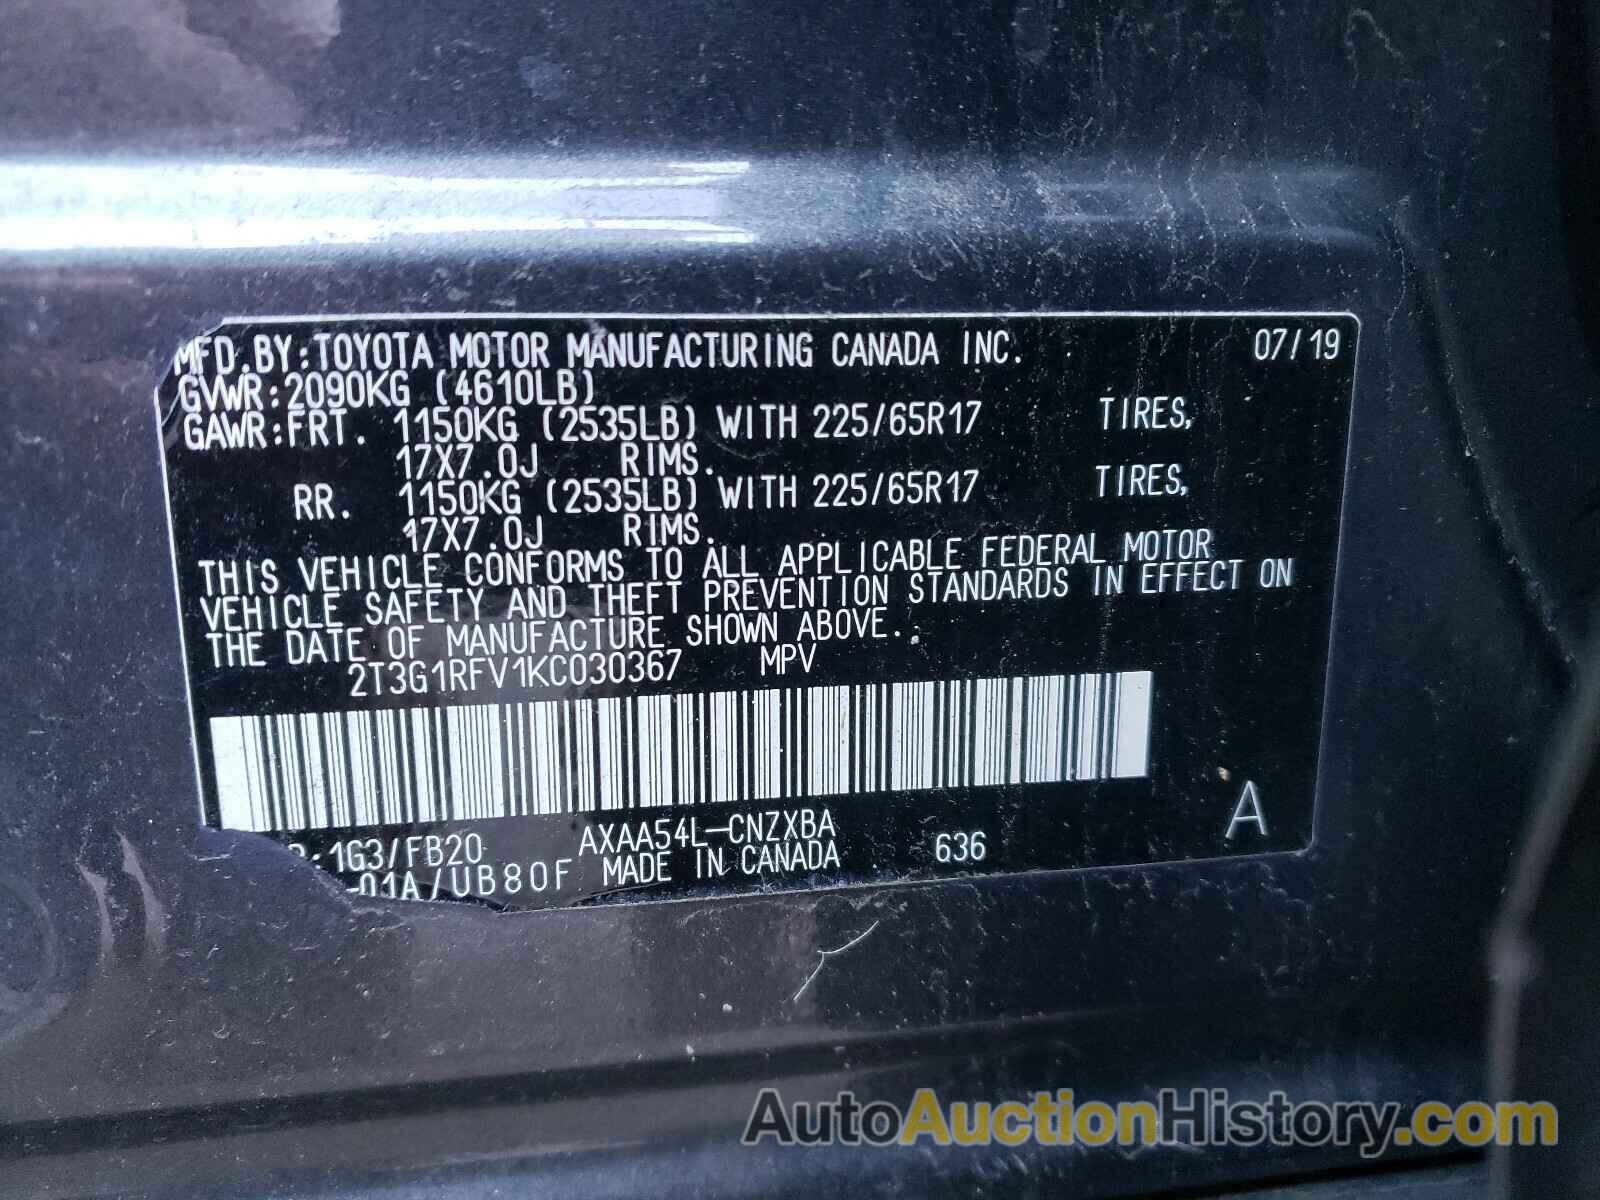 MFD.BY:TOYOTA MOTOR MANUFACTURING CANADA INC. 07/19
GVWR:2090KG (4610LB)
GAWR:FRT. 1150KG (2535LB) WITH 225/65R17 TIRES,
17X7.0J RIMS.
RR. 1150KG (2535LB) WITH 225/65R17 TIRES,
17X7.0J RIMS.
THIS VEHICLE CONFORMS TO ALL APPLICABLE FEDERAL MOTOR
VEHICLE SAFETY AND THEFT PREVENTION STANDARDS IN EFFECT ON
THE DATE OF MANUFACTURE SHOWN ABOVE.
2T3G1RFV1KC030367 MPV
:1G3/FB20 AXAA54L-CNZXBA 636 A
-01A/UB80F MADE IN CANADA
AutoAuctionHistory.com